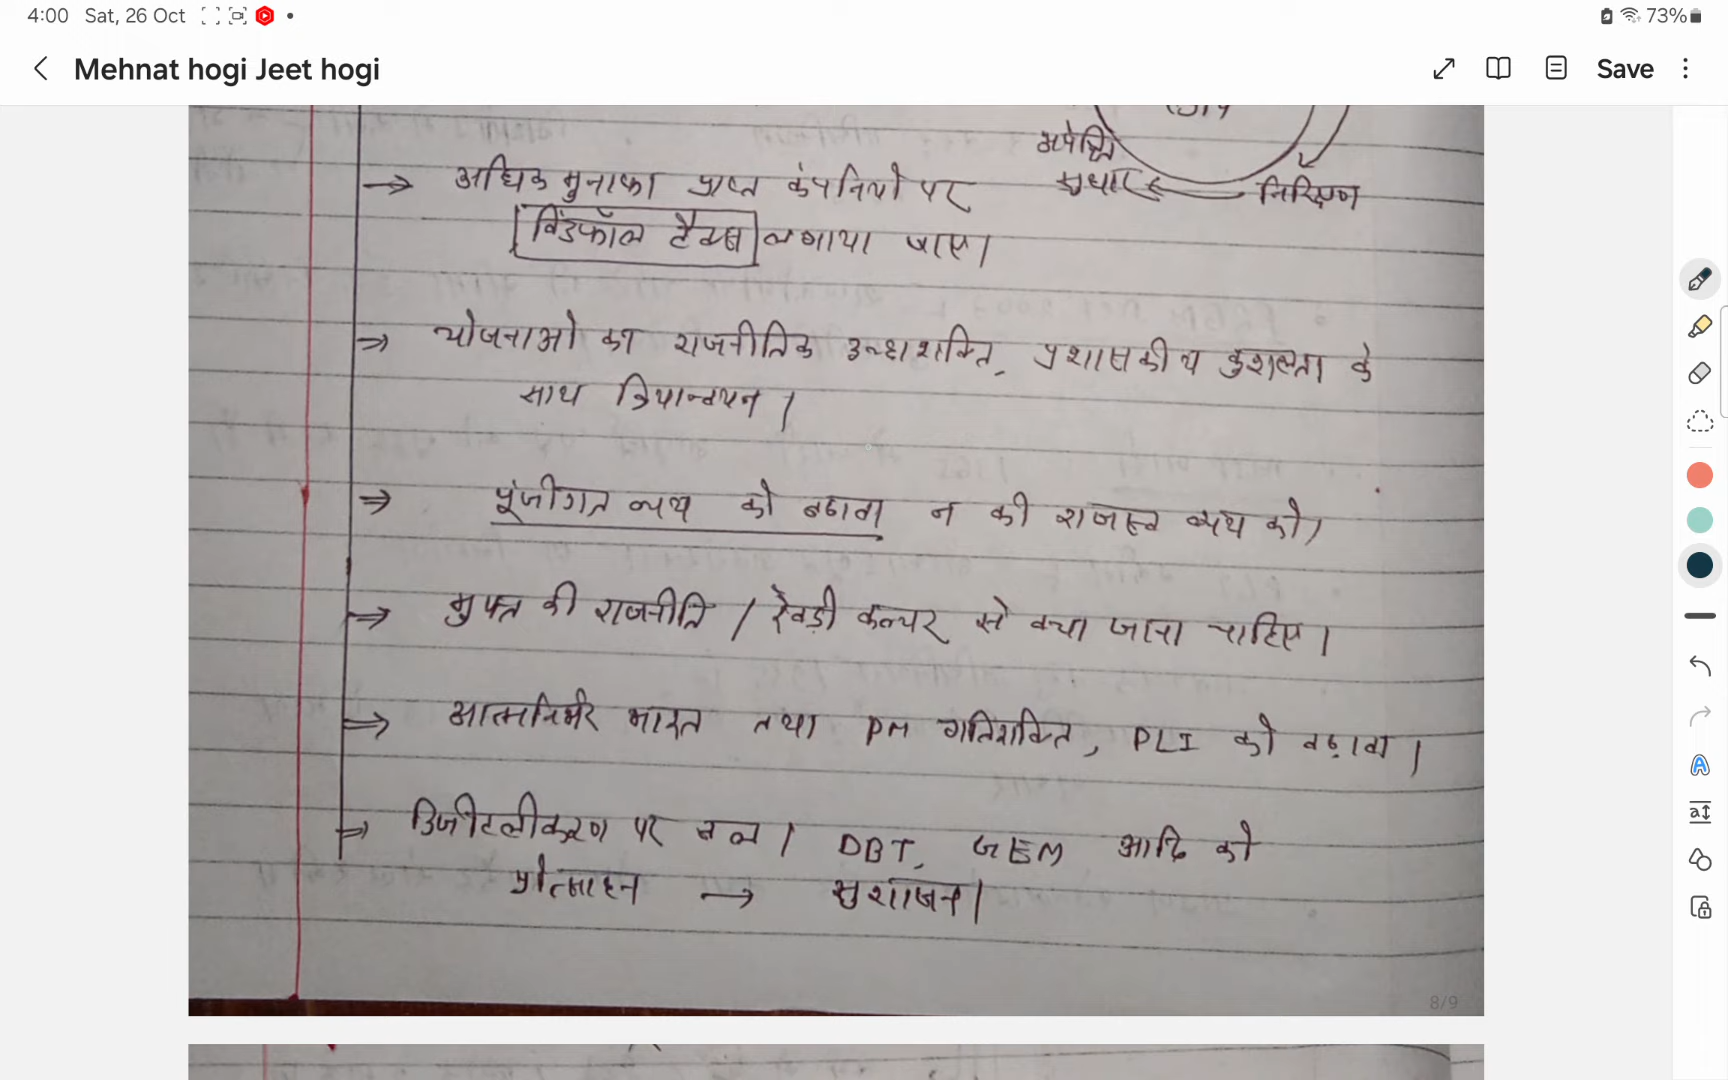 4:00 Sat, 26 Oct
73%
Mehnat hogi Jeet hogi
Save
अपेक्षि
सुधार
निरिक्षण
→ अधिक मुनाफा प्राप्त कंपनियो पर
विंडफॉल टैक्स लगाया जाए।
→ योजनाओ का राजनीतिक इच्छाशक्ति, प्रशासकीय कुशलता के
साथ क्रियान्वयन।
→ पूंजीगत व्यय को बढावा न की राजस्व व्यय को।
→ मुफ्त की राजनीति / रेवड़ी कल्चर से बचा जाना चाहिए।
→ आत्मनिर्भर भारत तथा PM गतिशक्ति, PLI को बढ़ावा।
→ डिजीटलीकरण पर बल। DBT, जEM आदि को
प्रोत्साहन → सुशासन।
8/9